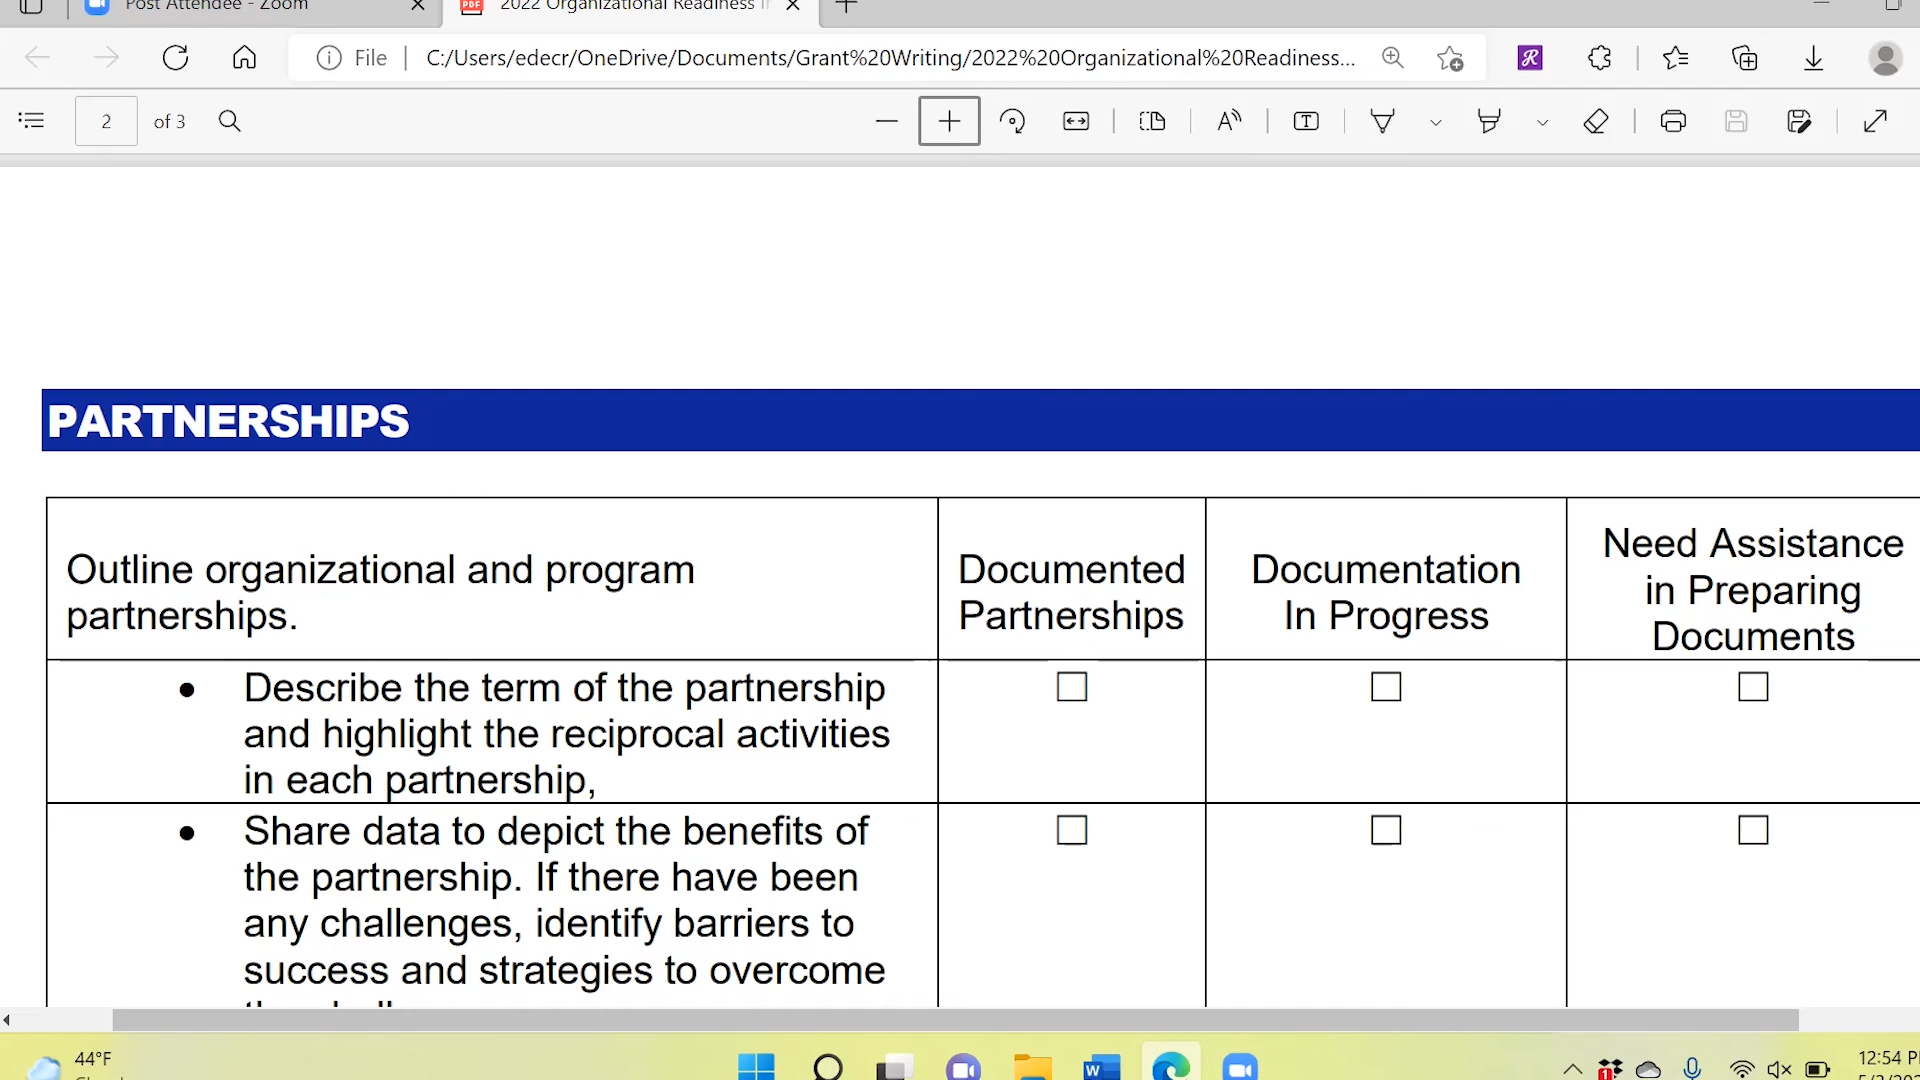 Post Attendee - Zoom
2022 Organizational Readiness
File
C:/Users/edecr/OneDrive/Documents/Grant%20Writing/2022%20Organizational%20Readiness...
2 of 3
PARTNERSHIPS
Outline organizational and program
partnerships.
Documented
Partnerships
Documentation
In Progress
Need Assistance
in Preparing
Documents
• Describe the term of the partnership
and highlight the reciprocal activities
in each partnership,
• Share data to depict the benefits of
the partnership. If there have been
any challenges, identify barriers to
success and strategies to overcome
44°F
12:54